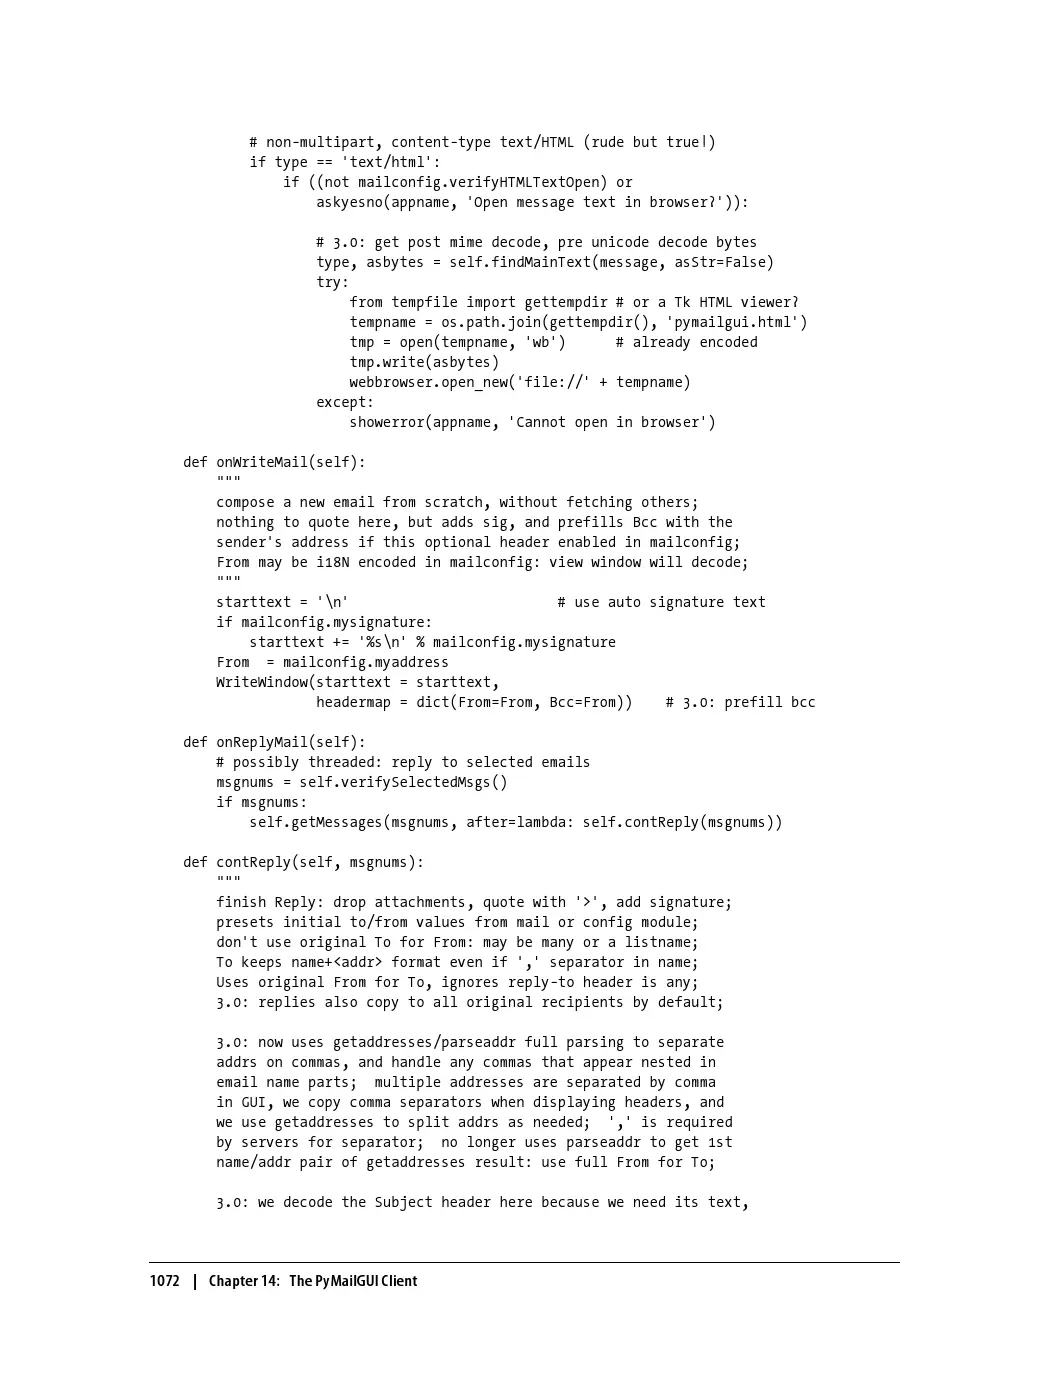 # non-multipart, content-type text/HTML (rude but true|)
if type == 'text/html':
if ((not mailconfig.verifyHTMLTextOpen) or
askyesno(appname, 'Open message text in browser?')):
# 3.0: get post mime decode, pre unicode decode bytes
type, asbytes = self.findMainText(message, asStr=False)
try:
from tempfile import gettempdir # or a Tk HTML viewer?
tempname = os.path.join(gettempdir(), 'pymailgui.html')
tmp = open(tempname, 'wb')      # already encoded
tmp.write(asbytes)
webbrowser.open_new('file://' + tempname)
except:
showerror(appname, 'Cannot open in browser')
def onWriteMail(self):
"""
compose a new email from scratch, without fetching others;
nothing to quote here, but adds sig, and prefills Bcc with the
sender's address if this optional header enabled in mailconfig;
From may be i18N encoded in mailconfig: view window will decode;
"""
starttext = '\n'                         # use auto signature text
if mailconfig.mysignature:
starttext += '%s\n' % mailconfig.mysignature
From  = mailconfig.myaddress
WriteWindow(starttext = starttext,
headermap = dict(From=From, Bcc=From))    # 3.0: prefill bcc
def onReplyMail(self):
# possibly threaded: reply to selected emails
msgnums = self.verifySelectedMsgs()
if msgnums:
self.getMessages(msgnums, after=lambda: self.contReply(msgnums))
def contReply(self, msgnums):
"""
finish Reply: drop attachments, quote with '>', add signature;
presets initial to/from values from mail or config module;
don't use original To for From: may be many or a listname;
To keeps name+<addr> format even if ',' separator in name;
Uses original From for To, ignores reply-to header is any;
3.0: replies also copy to all original recipients by default;
3.0: now uses getaddresses/parseaddr full parsing to separate
addrs on commas, and handle any commas that appear nested in
email name parts;  multiple addresses are separated by comma
in GUI, we copy comma separators when displaying headers, and
we use getaddresses to split addrs as needed;  ',' is required
by servers for separator;  no longer uses parseaddr to get 1st
name/addr pair of getaddresses result: use full From for To;
3.0: we decode the Subject header here because we need its text,
1072 | Chapter 14: The PyMailGUI Client